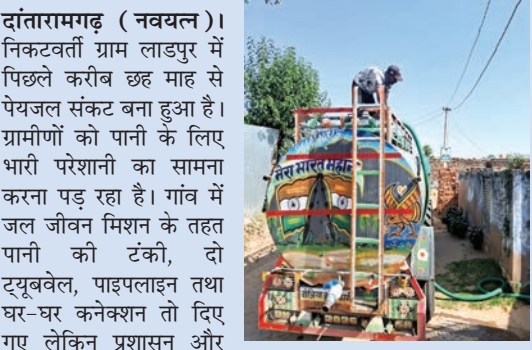 दांतारामगढ़ (नवयत्न)।
निकटवर्ती ग्राम लाडपुर में
पिछले करीब छह माह से
पेयजल संकट बना हुआ है।
ग्रामीणों को पानी के लिए
भारी परेशानी का सामना
करना पड़ रहा है। गांव में
जल जीवन मिशन के तहत
पानी की टंकी, दो
ट्यूबवेल, पाइपलाइन तथा
घर-घर कनेक्शन तो दिए
गए लेकिन प्रशासन और
मेरा भारत महान